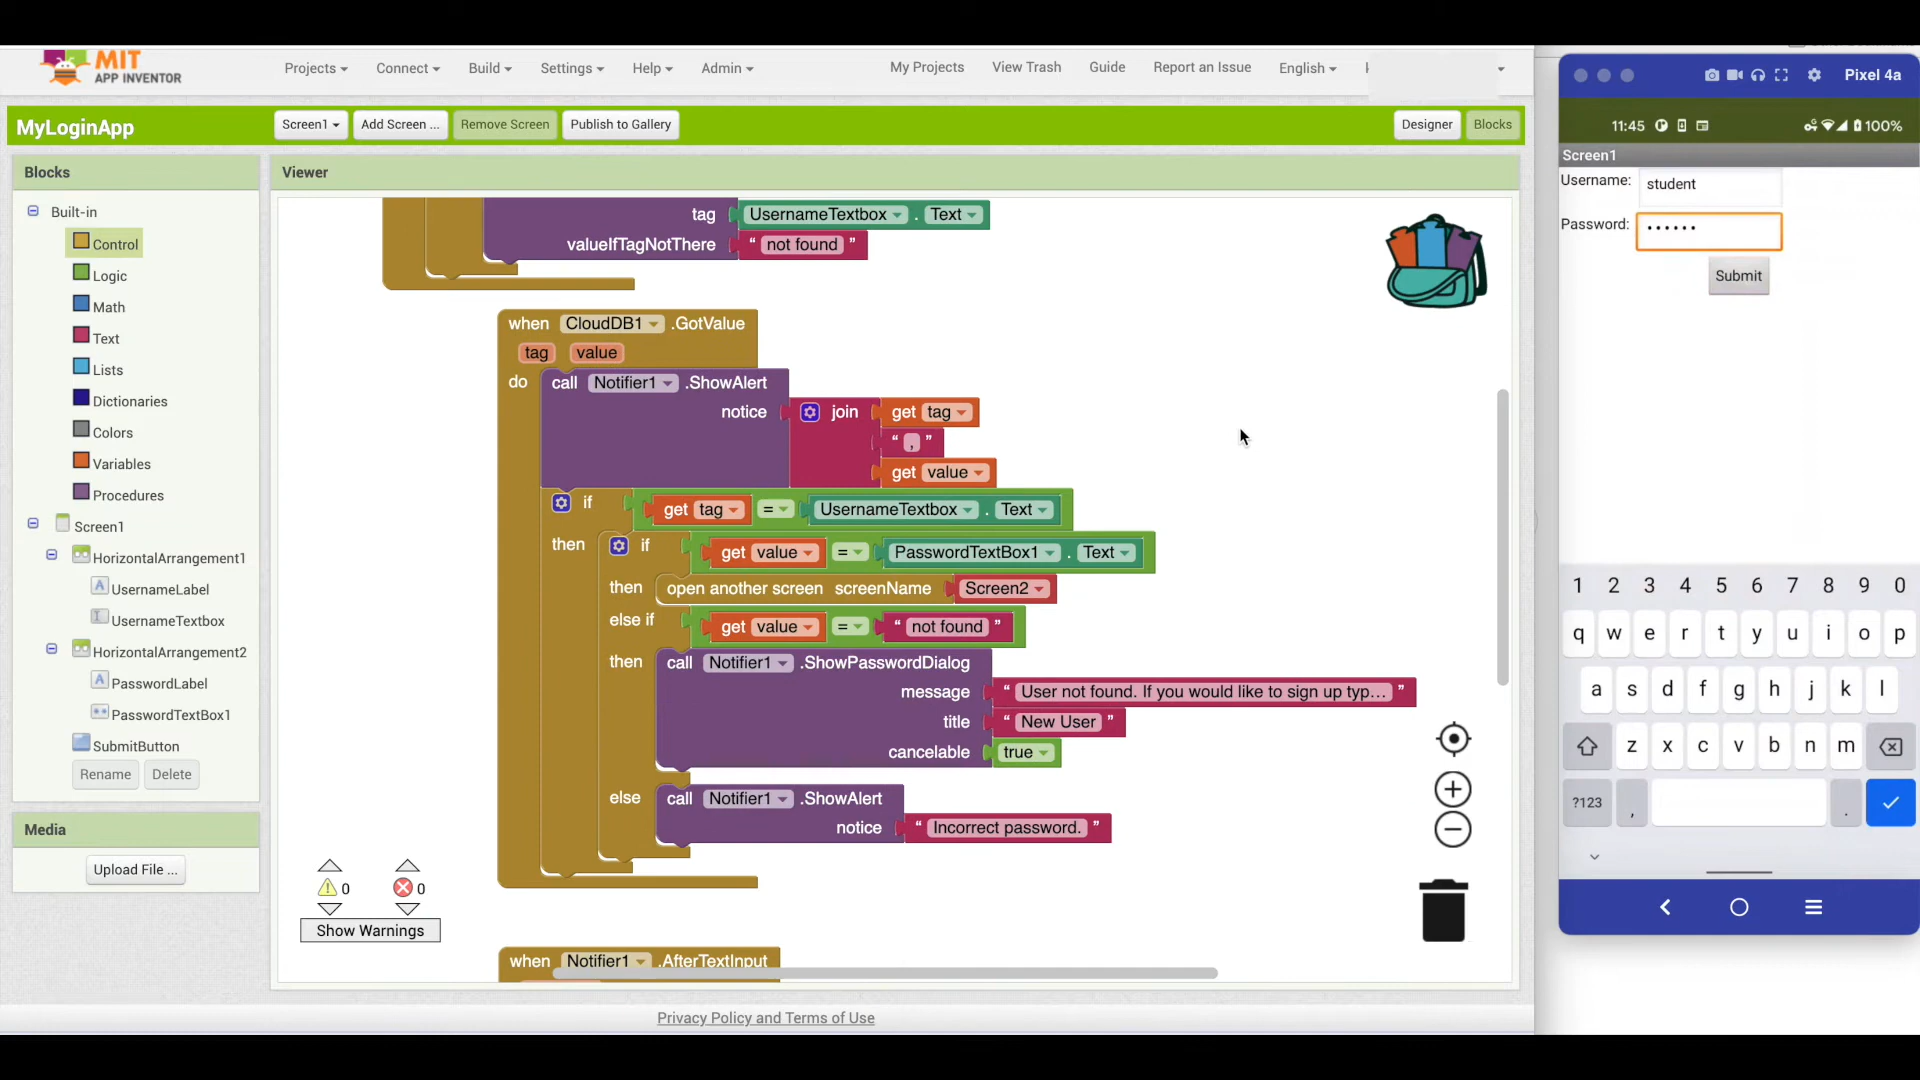 MIT
APP INVENTOR
Projects Connect Build Settings Help Admin My Projects View Trash Guide Report an Issue English
MyLoginApp Screen1 Add Screen ... Remove Screen Publish to Gallery Designer Blocks
Blocks
Built-in
Control
Logic
Math
Text
Lists
Dictionaries
Colors
Variables
Procedures
Screen1
HorizontalArrangement1
UsernameLabel
UsernameTextbox
HorizontalArrangement2
PasswordLabel
PasswordTextBox1
SubmitButton
Rename Delete
Media
Upload File ...
Viewer
tag UsernameTextbox . Text
valueIfTagNotThere “ not found ”
when CloudDB1 .GotValue
tag value
do call Notifier1 .ShowAlert
notice join get tag
“ , ”
get value
if get tag = UsernameTextbox . Text
then if get value = PasswordTextBox1 . Text
then open another screen screenName Screen2
else if get value = “ not found ”
then call Notifier1 .ShowPasswordDialog
message “ User not found. If you would like to sign up typ... ”
title “ New User ”
cancelable true
else call Notifier1 .ShowAlert
notice “ Incorrect password. ”
0 0
Show Warnings
when Notifier1 .AfterTextInput
Privacy Policy and Terms of Use
Pixel 4a
11:45 100%
Screen1
Username: student
Password: ••••••
Submit
1 2 3 4 5 6 7 8 9 0
q w e r t y u i o p
a s d f g h j k l
z x c v b n m
?123 , .